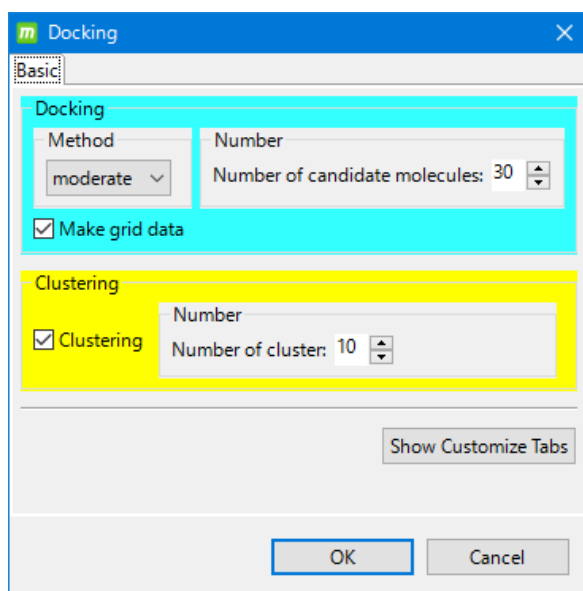 m Docking
Basic
Docking
Method
Number
moderate
Number of candidate molecules: 30
Make grid data
Clustering
Number
Clustering
Number of cluster: 10
Show Customize Tabs
OK
Cancel